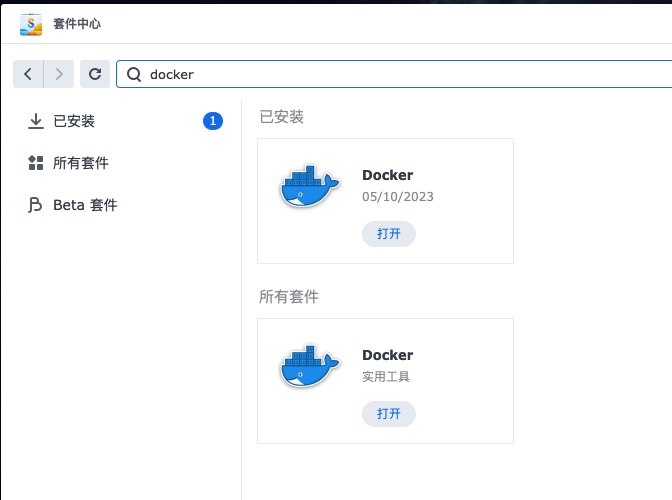 套件中心
docker
已安装
1
所有套件
Beta 套件
已安装
Docker
05/10/2023
打开
所有套件
Docker
实用工具
打开